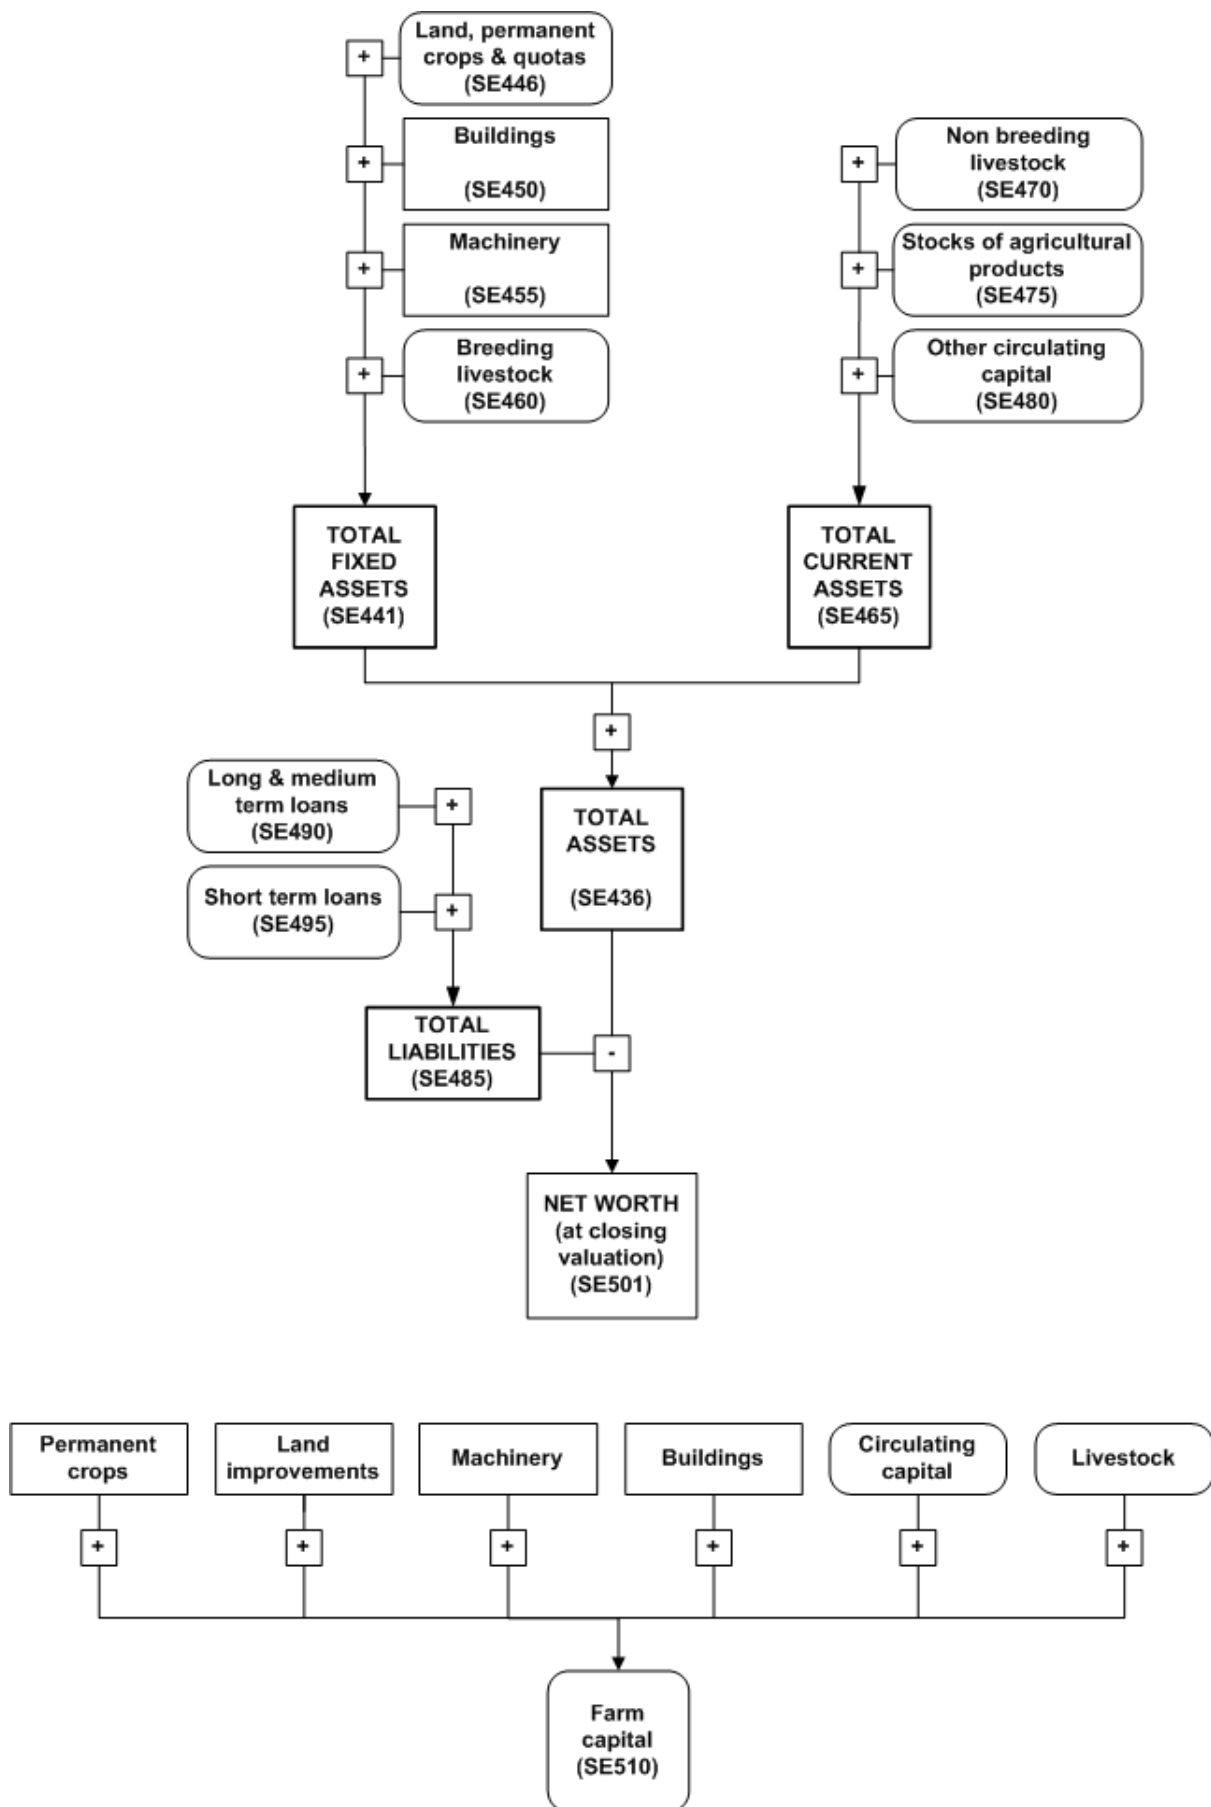 Land, permanent
crops & quotas
(SE446)
+
Buildings
(SE450)
+
Machinery
(SE455)
+
Breeding
livestock
(SE460)
+
Non breeding
livestock
(SE470)
+
Stocks of agricultural
products
(SE475)
+
Other circulating
capital
(SE480)
+
TOTAL
FIXED
ASSETS
(SE441)
TOTAL
CURRENT
ASSETS
(SE465)
+
Long & medium
term loans
(SE490)
+
Short term loans
(SE495)
+
TOTAL
ASSETS
(SE436)
TOTAL
LIABILITIES
(SE485)
-
NET WORTH
(at closing
valuation)
(SE501)
Permanent
crops
Land
improvements
Machinery
Buildings
Circulating
capital
Livestock
+
+
+
+
+
+
Farm
capital
(SE510)